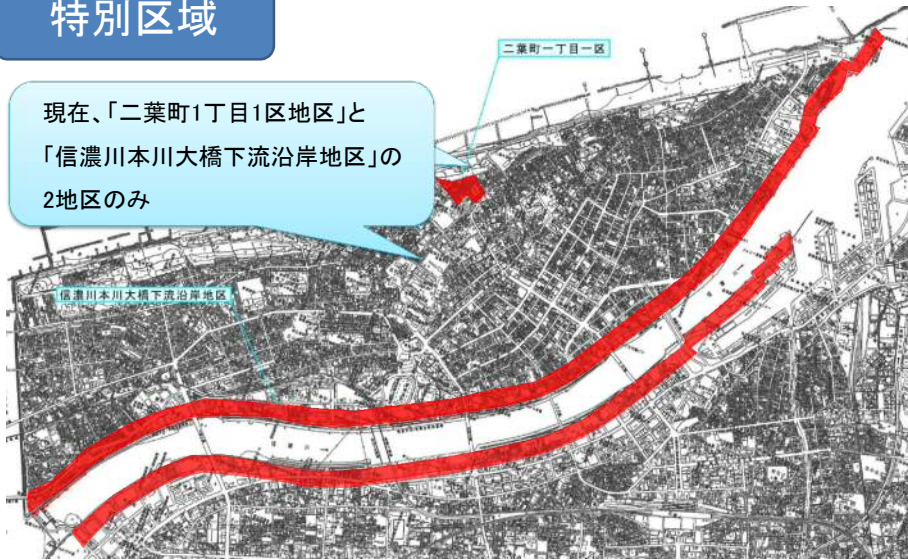 特別区域
二葉町一丁目一区
現在、「二葉町1丁目1区地区」と
「信濃川本川大橋下流沿岸地区」の
2地区のみ
信濃川本川大橋下流沿岸地区